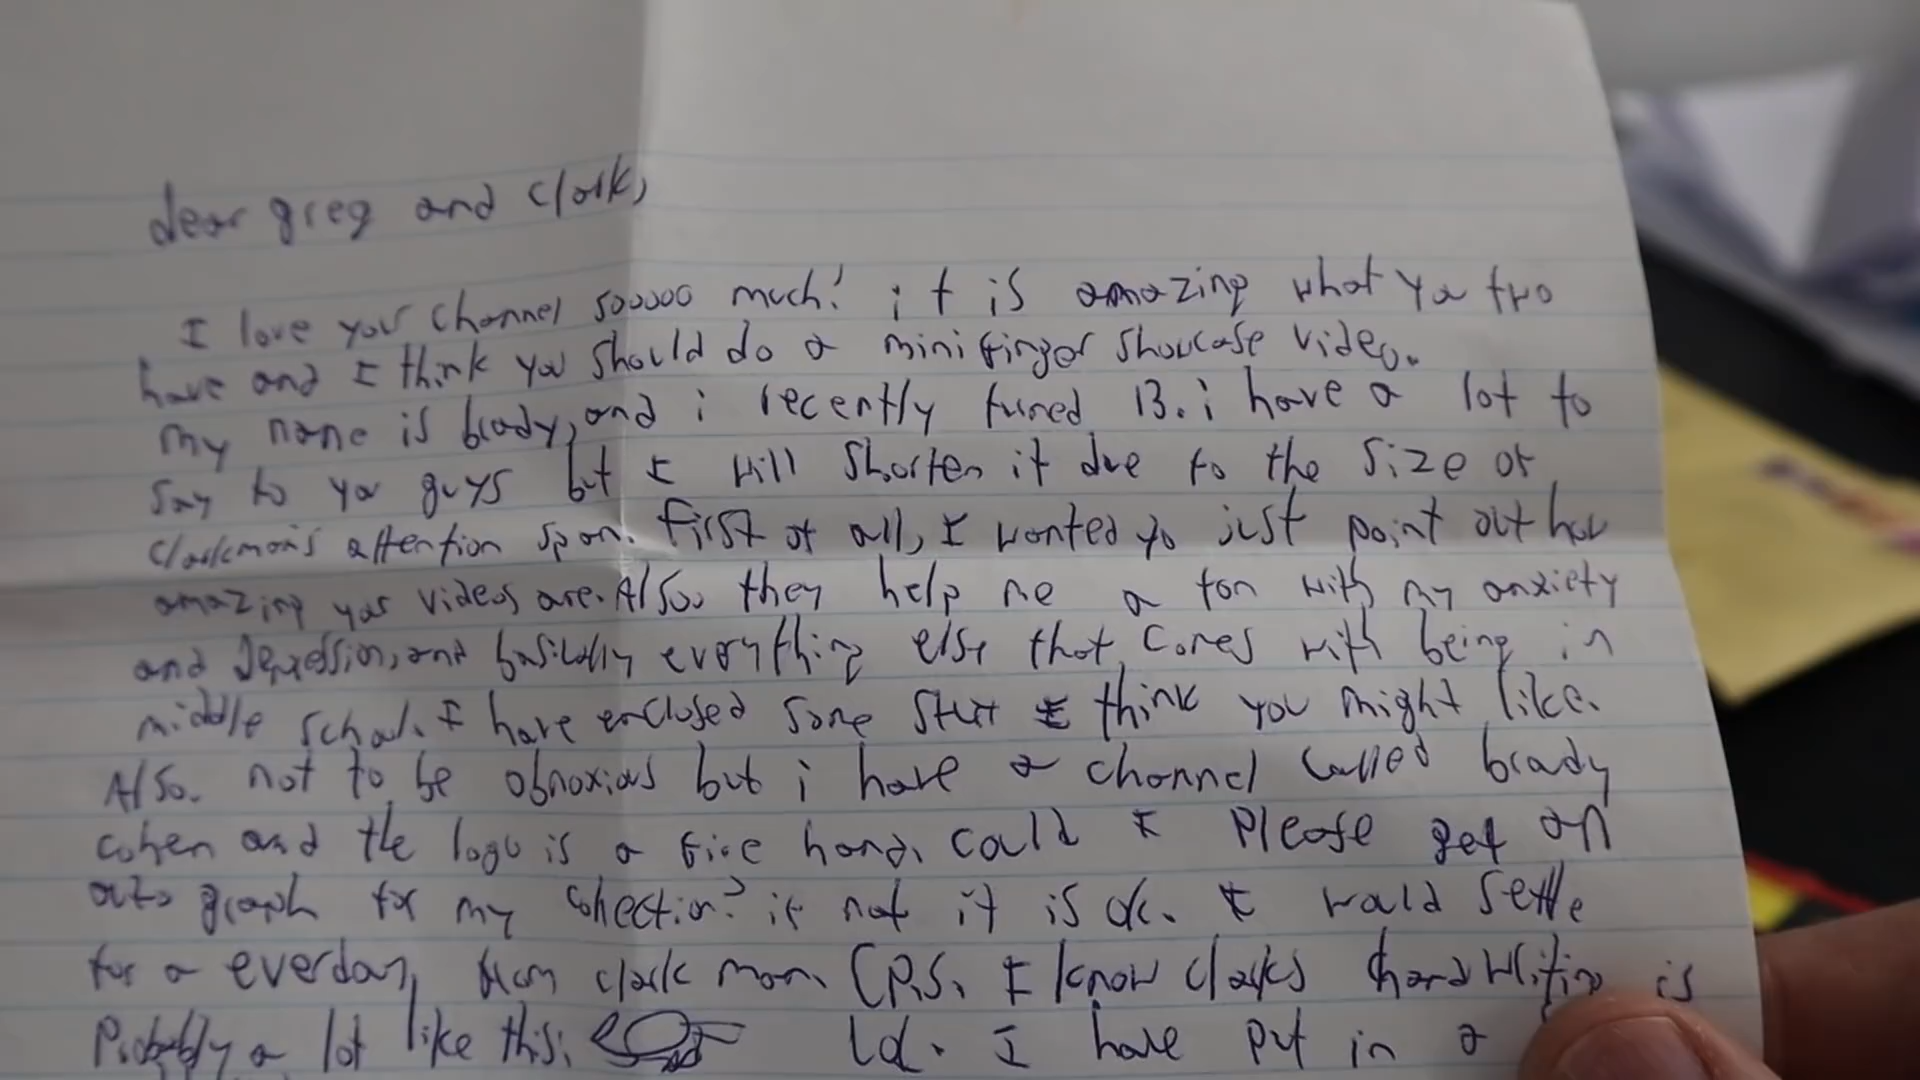 dear greg and Clark,
I love your channel sooooo much! it is amazing what you two
have and I think you should do a minifinger showcase video.
my name is brady, and i recently turned 13. i have a lot to
say to you guys but I will shorten it due to the size of
Clarkman's attention span. first of all, I wanted to just point out how
amazing your videos are. Also, they help me a ton with my anxiety
and Depression, and basically everything else that comes with being in
middle school. I have enclosed some stuff I think you might like.
Also. not to be obnoxious but i have a channel called brady
cohen and the logo is a fire hand. could I Please get an
auto graph for my collection? if not it is ok. I would settle
for a everday, from clark man. (P.S. I know Clarks handwriting is
Probably a lot like this: lol. I have put in a